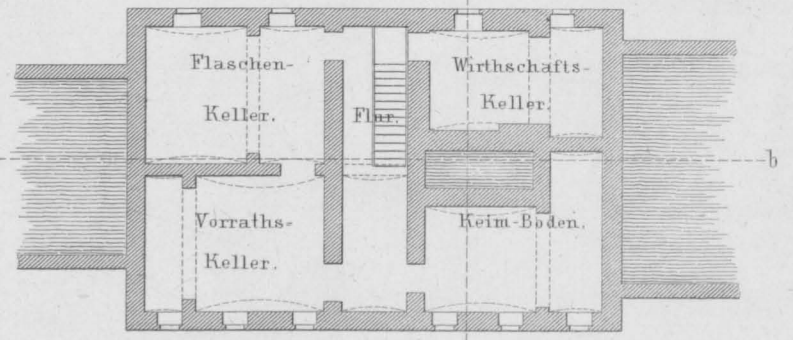 Flaschen-
Keller.
Flur.
Wirthschafts-
Keller.
b
Vorraths-
Keller.
Keim-Boden.